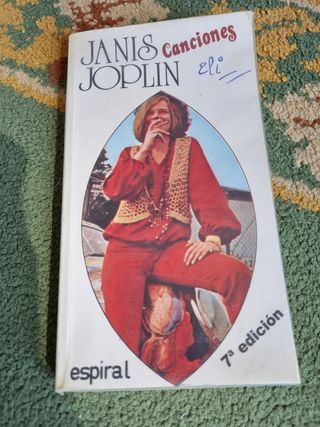 JANIS Canciones
JOPLIN
Eli
espiral
7ª edición